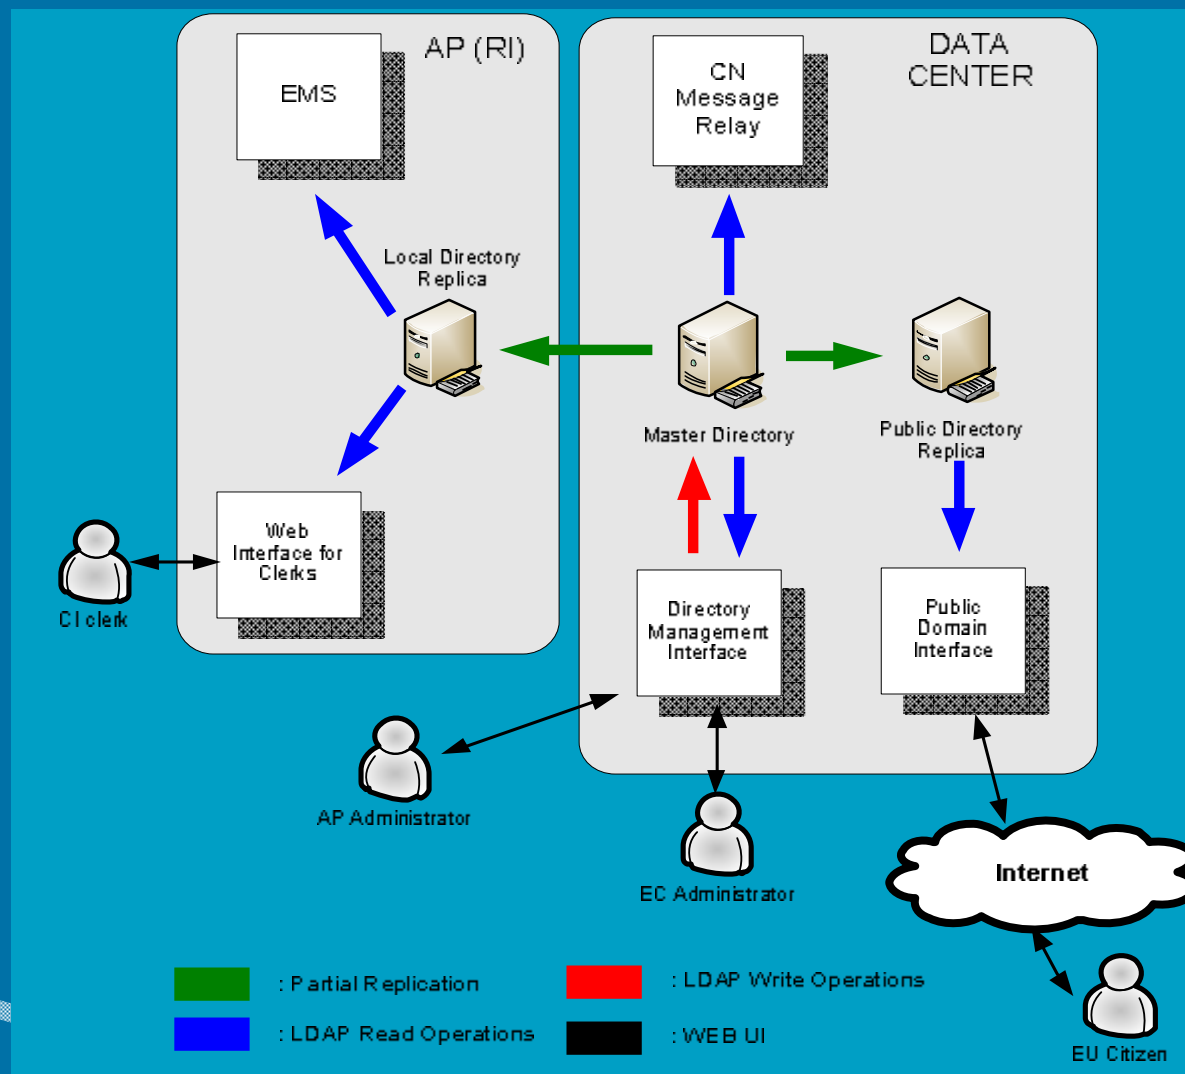 AP (RI)
EMS
Local Directory
Replica
Web
Interface for
Clerks
CI clerk
DATA
CENTER
CN
Message
Relay
Master Directory
Public Directory
Replica
Directory
Management
Interface
Public
Domain
Interface
AP Administrator
EC Administrator
Internet
EU Citizen
: Partial Replication
: LDAP Write Operations
: LDAP Read Operations
: WEB UI